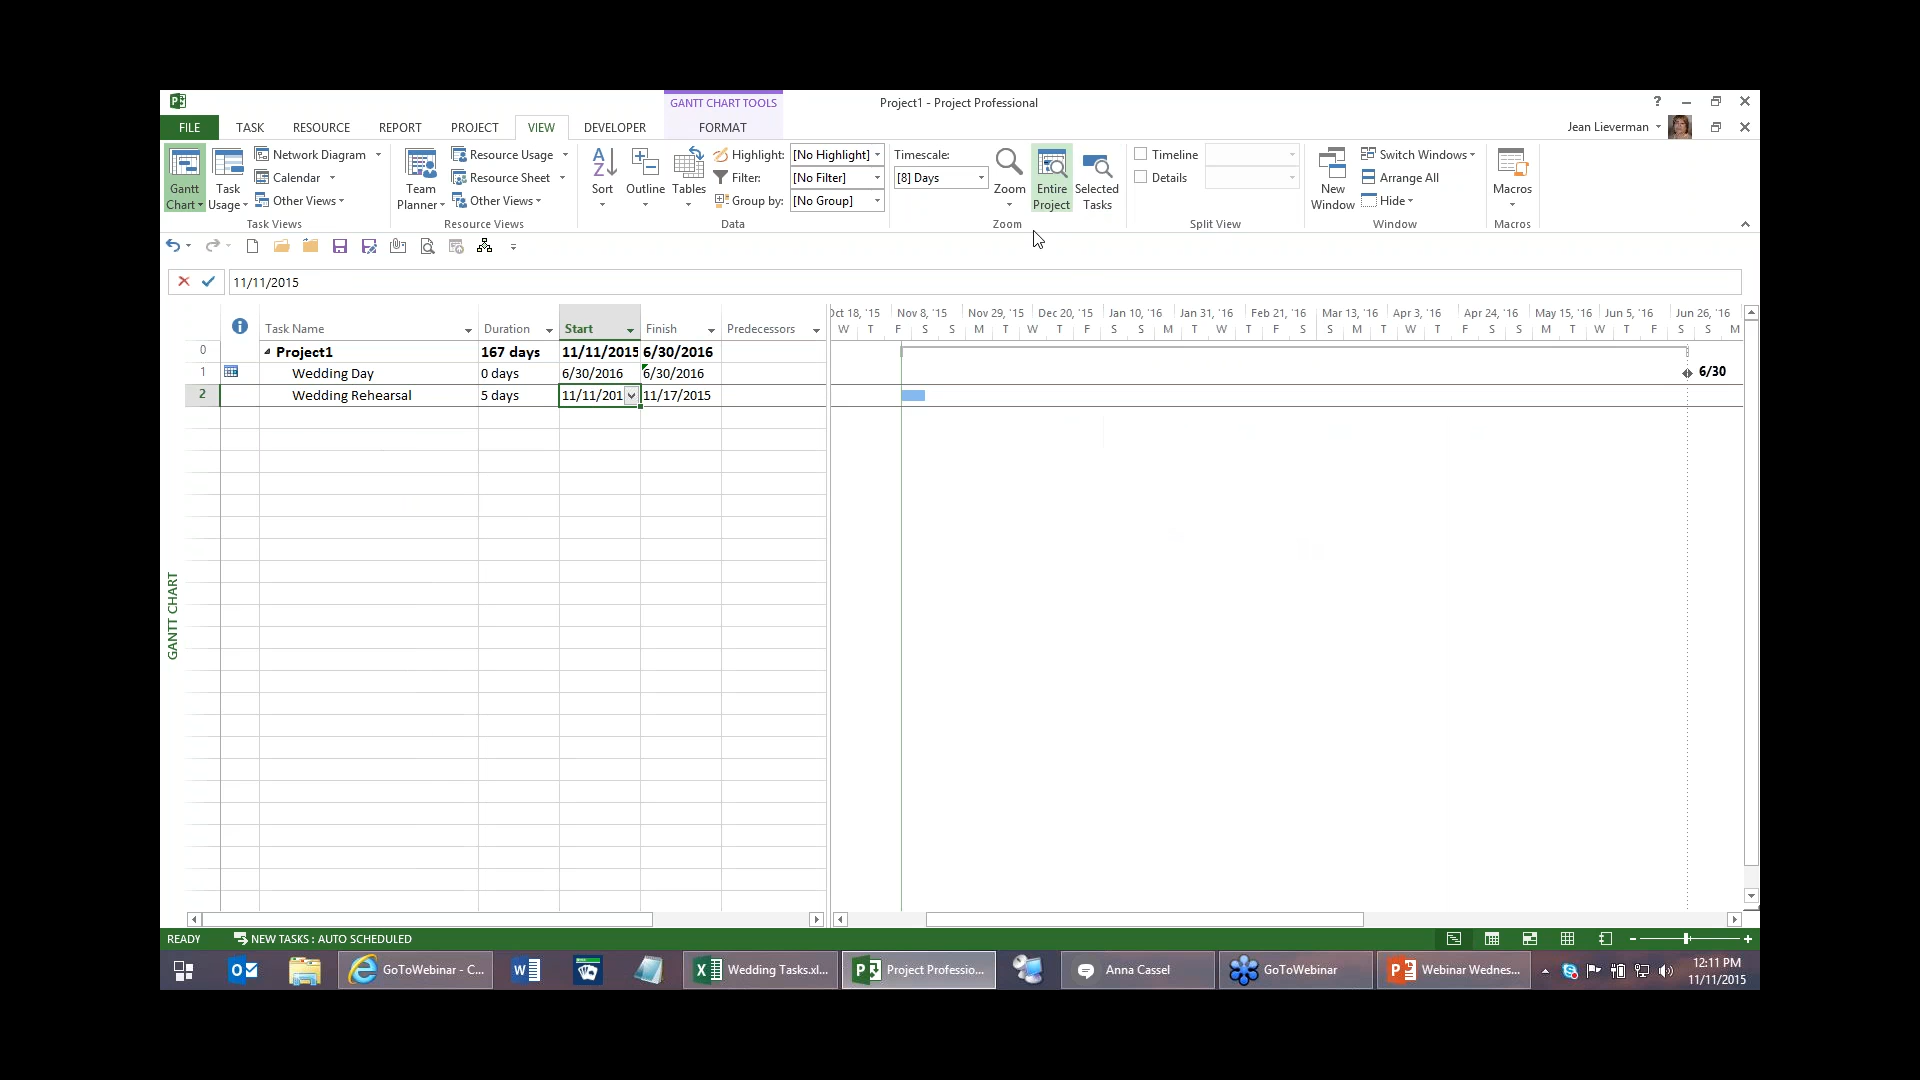 GANTT CHART TOOLS
Project1 - Project Professional
?
FILE TASK RESOURCE REPORT PROJECT VIEW DEVELOPER FORMAT
Jean Lieverman
Gantt Chart
Task Usage
Network Diagram
Calendar
Other Views
Task Views
Team Planner
Resource Usage
Resource Sheet
Other Views
Resource Views
Sort
Outline
Tables
Highlight: [No Highlight]
Filter: [No Filter]
Group by: [No Group]
Data
Timescale:
[8] Days
Zoom
Entire Project
Selected Tasks
Zoom
Timeline
Details
Split View
New Window
Switch Windows
Arrange All
Hide
Window
Macros
Macros
11/11/2015
Task Name Duration Start Finish Predecessors
Oct 18, '15 Nov 8, '15 Nov 29, '15 Dec 20, '15 Jan 10, '16 Jan 31, '16 Feb 21, '16 Mar 13, '16 Apr 3, '16 Apr 24, '16 May 15, '16 Jun 5, '16 Jun 26, '16
W T F S S M T W T F S S M T W T F S S M T W T F S S M T W T F S S M
0 Project1 167 days 11/11/2015 6/30/2016
1 Wedding Day 0 days 6/30/2016 6/30/2016
6/30
2 Wedding Rehearsal 5 days 11/11/201 11/17/2015
GANTT CHART
READY NEW TASKS : AUTO SCHEDULED
GoToWebinar - C...
Wedding Tasks.xl...
Project Professio...
Anna Cassel
GoToWebinar
Webinar Wednes...
12:11 PM
11/11/2015